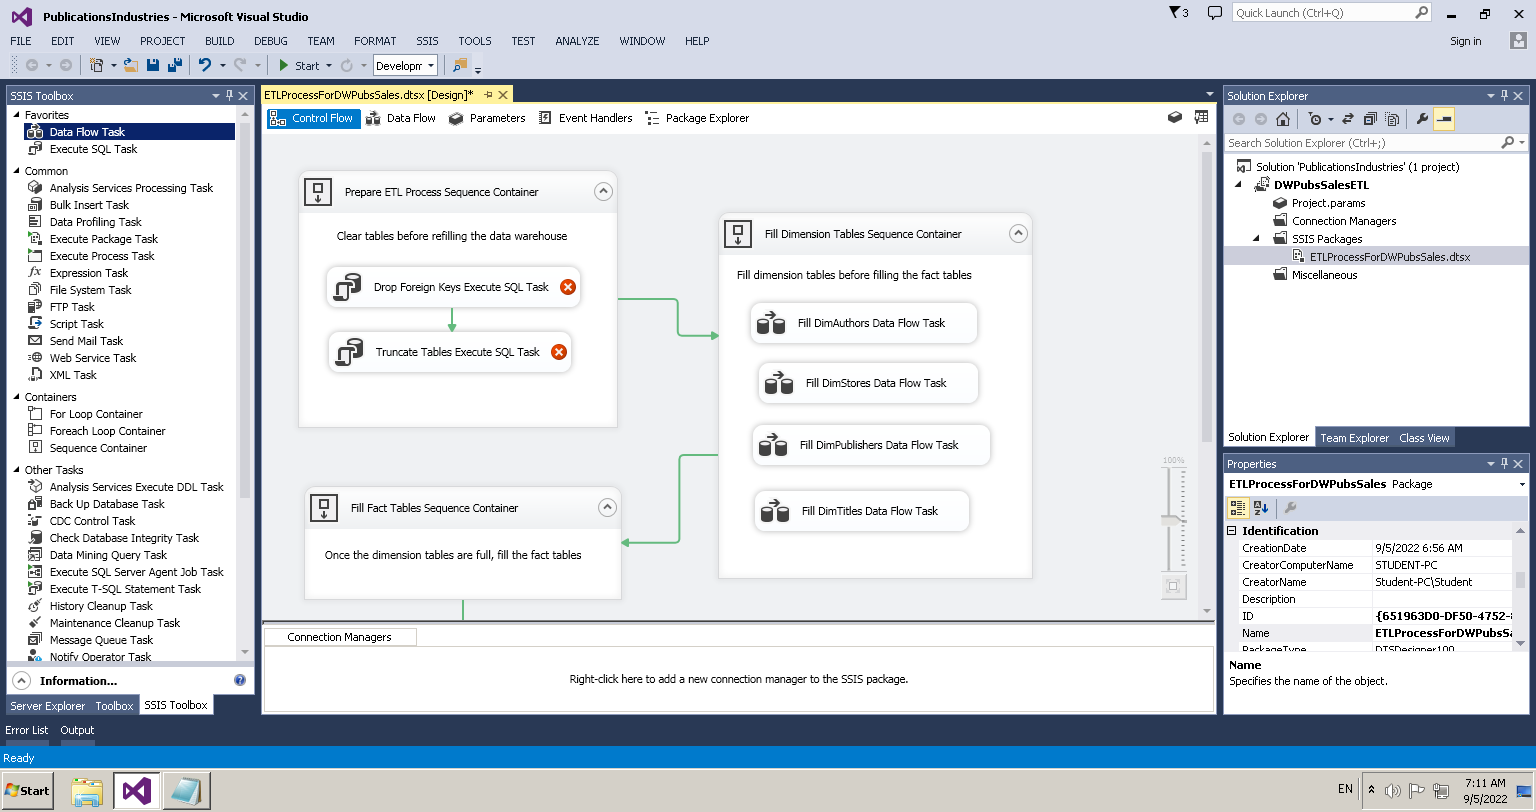 PublicationsIndustries - Microsoft Visual Studio
3
Quick Launch (Ctrl+Q)
FILE EDIT VIEW PROJECT BUILD DEBUG TEAM FORMAT SSIS TOOLS TEST ANALYZE WINDOW HELP
Sign in
Start
Developm
SSIS Toolbox
Favorites
Data Flow Task
Execute SQL Task
Common
Analysis Services Processing Task
Bulk Insert Task
Data Profiling Task
Execute Package Task
Execute Process Task
Expression Task
File System Task
FTP Task
Script Task
Send Mail Task
Web Service Task
XML Task
Containers
For Loop Container
Foreach Loop Container
Sequence Container
Other Tasks
Analysis Services Execute DDL Task
Back Up Database Task
CDC Control Task
Check Database Integrity Task
Data Mining Query Task
Execute SQL Server Agent Job Task
Execute T-SQL Statement Task
History Cleanup Task
Maintenance Cleanup Task
Message Queue Task
Notify Operator Task
Information...
Server Explorer Toolbox SSIS Toolbox
ETLProcessForDWPubsSales.dtsx [Design]*
Control Flow Data Flow Parameters Event Handlers Package Explorer
Prepare ETL Process Sequence Container
Clear tables before refilling the data warehouse
Drop Foreign Keys Execute SQL Task
Truncate Tables Execute SQL Task
Fill Dimension Tables Sequence Container
Fill dimension tables before filling the fact tables
Fill DimAuthors Data Flow Task
Fill DimStores Data Flow Task
Fill DimPublishers Data Flow Task
Fill DimTitles Data Flow Task
Fill Fact Tables Sequence Container
Once the dimension tables are full, fill the fact tables
100%
Connection Managers
Right-click here to add a new connection manager to the SSIS package.
Solution Explorer
Search Solution Explorer (Ctrl+;)
Solution 'PublicationsIndustries' (1 project)
DWPubsSalesETL
Project.params
Connection Managers
SSIS Packages
ETLProcessForDWPubsSales.dtsx
Miscellaneous
Solution Explorer Team Explorer Class View
Properties
ETLProcessForDWPubsSales Package
Identification
CreationDate 9/5/2022 6:56 AM
CreatorComputerName STUDENT-PC
CreatorName Student-PC\Student
Description
ID {651963D0-DF50-4752-
Name ETLProcessForDWPubsSa
PackageType DTSDesigner100
Name
Specifies the name of the object.
Error List Output
Ready
Start
EN
7:11 AM
9/5/2022